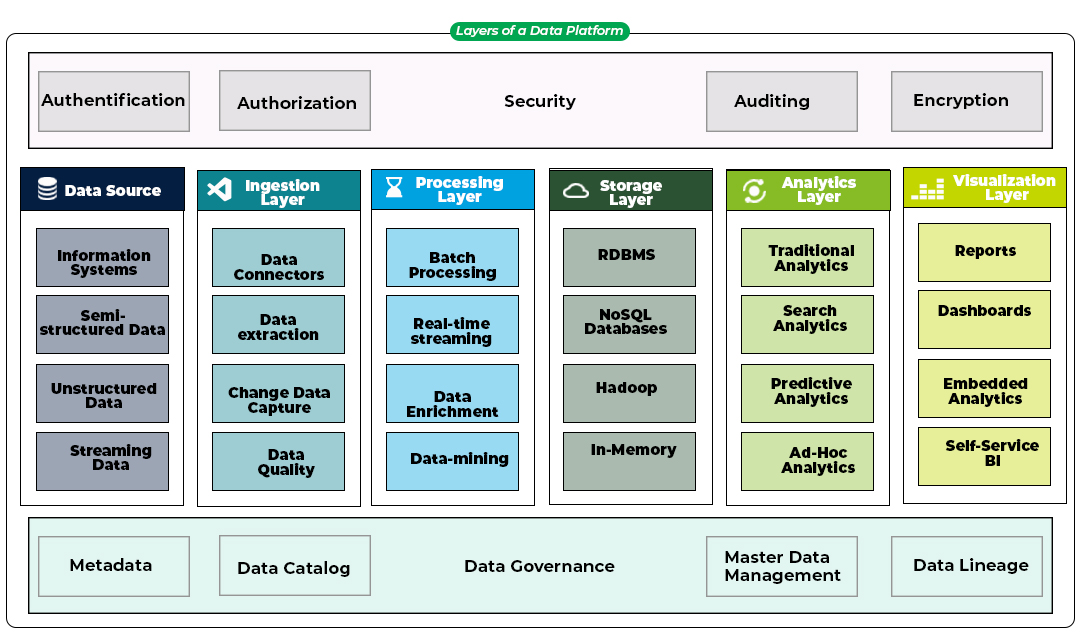 Layers of a Data Platform
Authentification
Authorization
Security
Auditing
Encryption
Data Source
Information
Systems
Semi-
structured Data
Unstructured
Data
Streaming
Data
Ingestion
Layer
Data
Connectors
Data
extraction
Change Data
Capture
Data
Quality
Processing
Layer
Batch
Processing
Real-time
streaming
Data
Enrichment
Data-mining
Storage
Layer
RDBMS
NoSQL
Databases
Hadoop
In-Memory
Analytics
Layer
Traditional
Analytics
Search
Analytics
Predictive
Analytics
Ad-Hoc
Analytics
Visualization
Layer
Reports
Dashboards
Embedded
Analytics
Self-Service
BI
Metadata
Data Catalog
Data Governance
Master Data
Management
Data Lineage